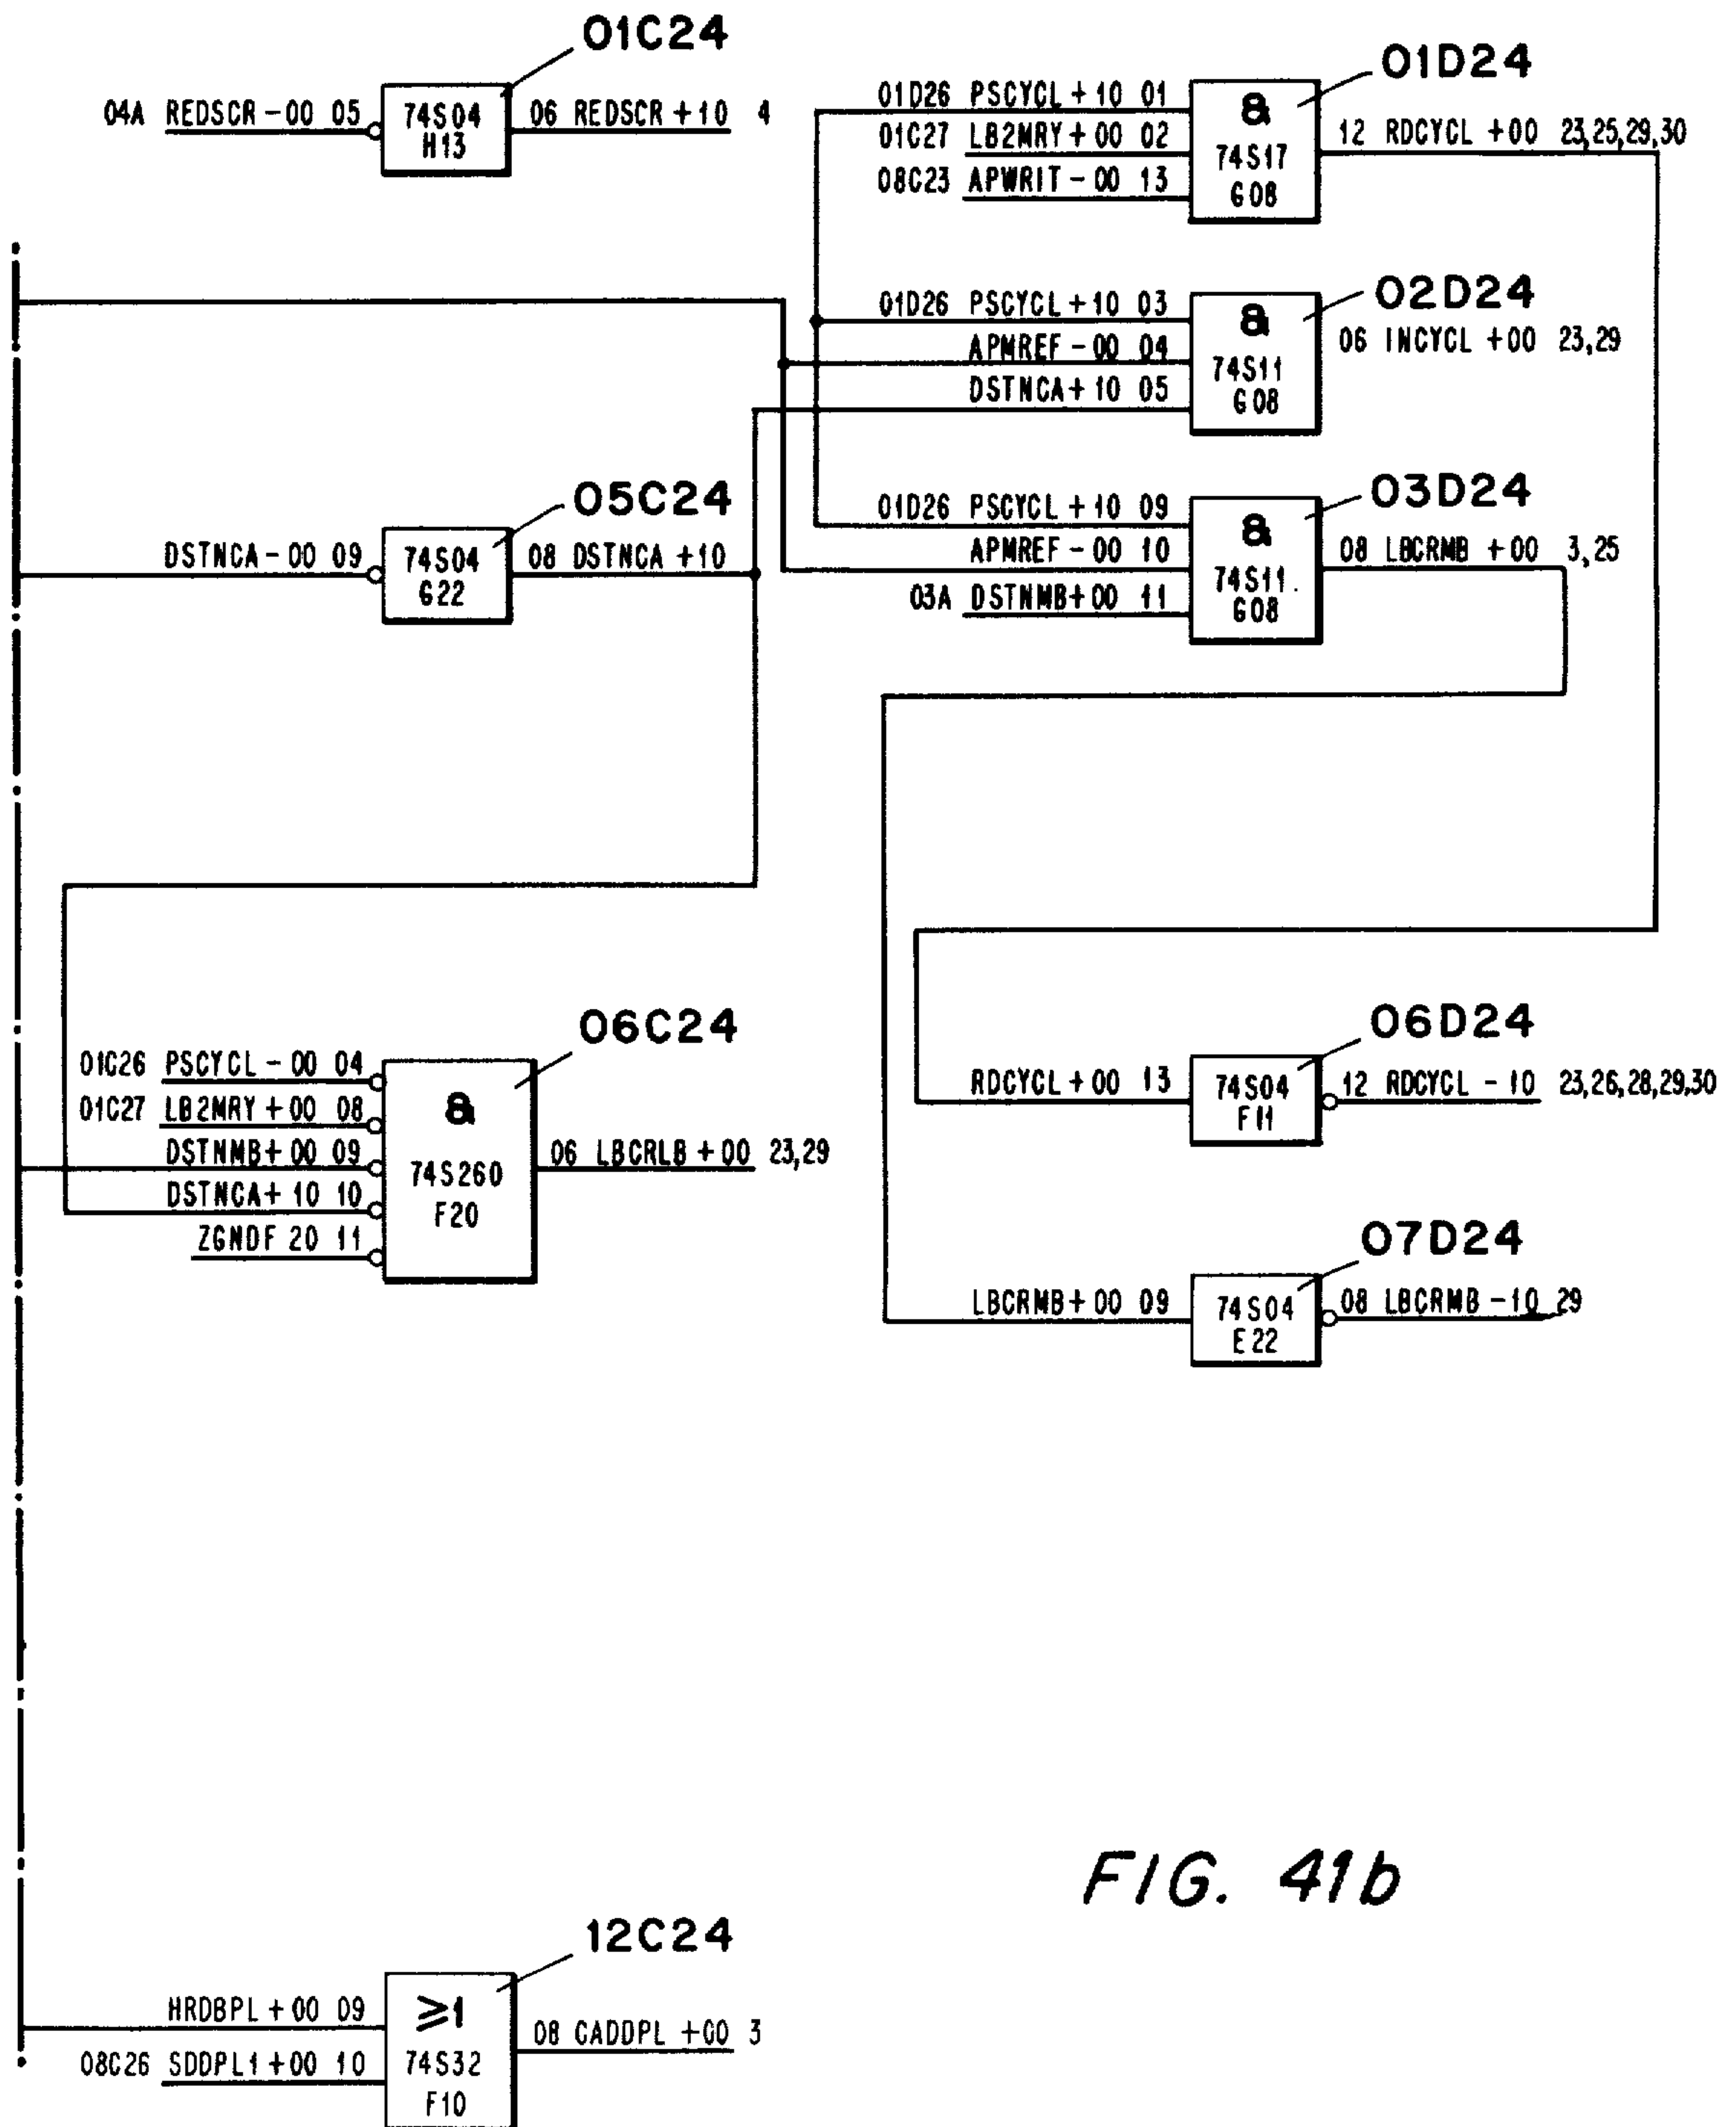 01C24
04A REDSCR -00 05
74S04
H13
06 REDSCR +10 4
01D24
01D26 PSCYCL +10 01
01C27 LB2MRY +00 02
08C23 APWRIT -00 13
&
74S17
G08
12 RDCYCL +00 23,25,29,30
02D24
01D26 PSCYCL +10 03
APMREF -00 04
DSTNCA +10 05
&
74S11
G08
06 INCYCL +00 23,29
05C24
DSTNCA -00 09
74S04
G22
08 DSTNCA +10
03D24
01D26 PSCYCL +10 09
APMREF -00 10
03A DSTNMB +00 11
&
74S11.
G08
08 LBCRMB +00 3,25
06C24
01C26 PSCYCL -00 04
01C27 LB2MRY +00 08
DSTNMB +00 09
DSTNCA +10 10
ZGNDF 20 11
&
74S260
F20
06 LBCRLB +00 23,29
06D24
RDCYCL +00 13
74S04
F11
12 RDCYCL -10 23,26,28,29,30
07D24
LBCRMB +00 09
74S04
E22
08 LBCRMB -10 29
FIG. 41b
12C24
HRDBPL +00 09
08C26 SDDPL1 +00 10
≥1
74S32
F10
08 CADDPL +00 3